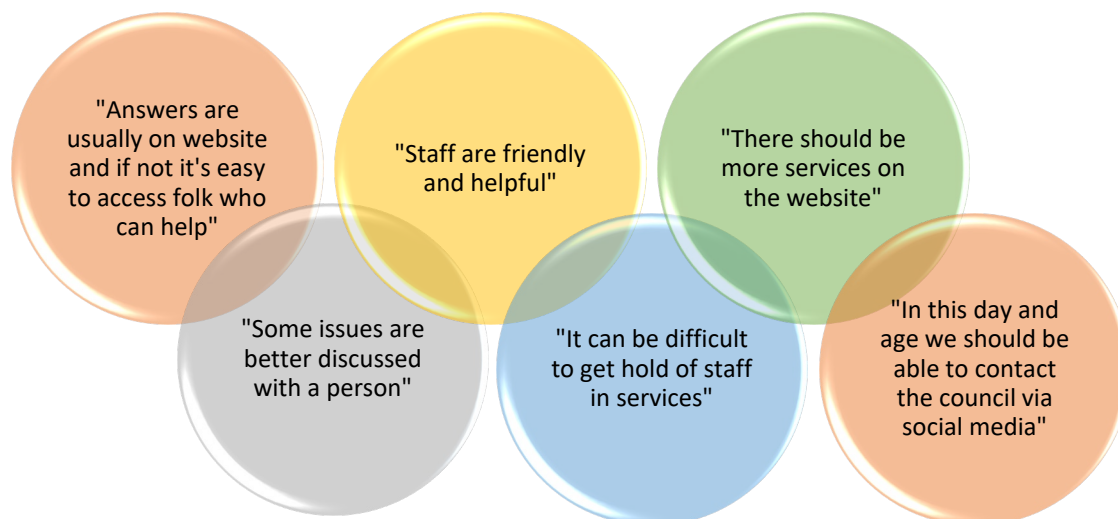 "Answers are
usually on website
and if not it's easy
to access folk who
can help"
"Staff are friendly
and helpful"
"There should be
more services on
the website"
"Some issues are
better discussed
with a person"
"It can be difficult
to get hold of staff
in services"
"In this day and
age we should be
able to contact
the council via
social media"